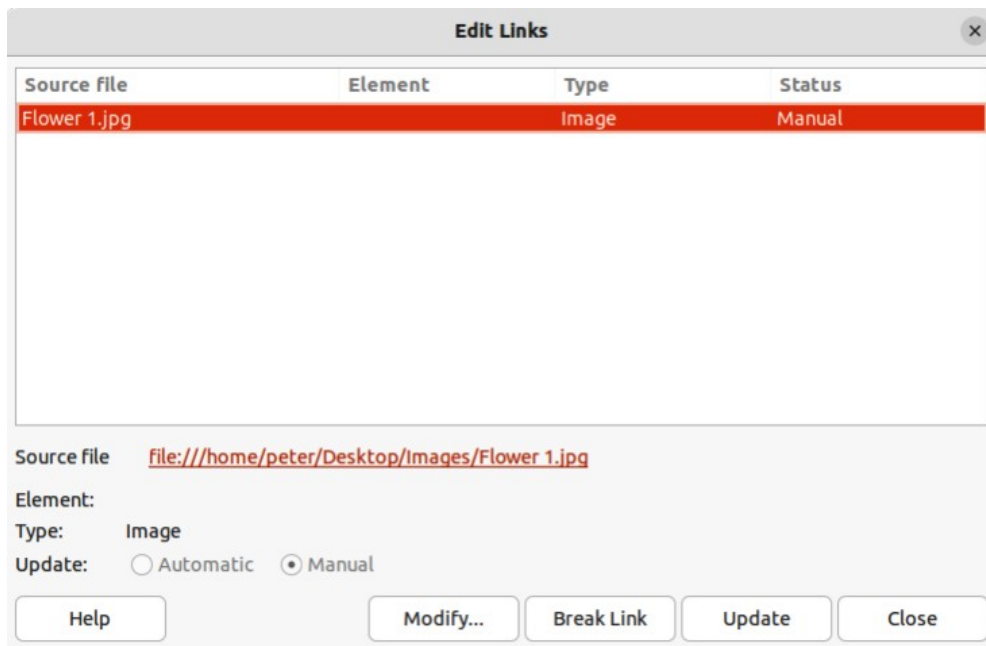 Edit Links
Source file Element Type Status
Flower 1.jpg Image Manual
Source file file:///home/peter/Desktop/Images/Flower 1.jpg
Element:
Type: Image
Update: Automatic Manual
Help Modify... Break Link Update Close